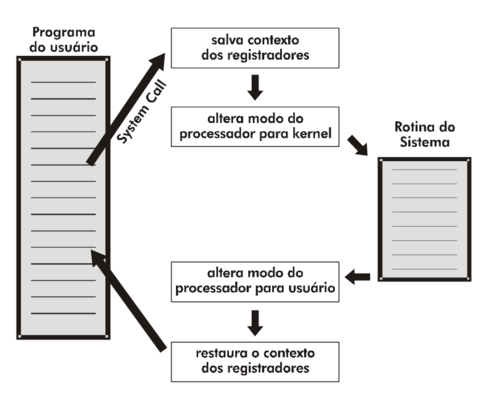 Programa
do usuário
System Call
salva contexto
dos registradores
altera modo do
processador para kernel
Rotina do
Sistema
altera modo do
processador para usuário
restaura o contexto
dos registradores